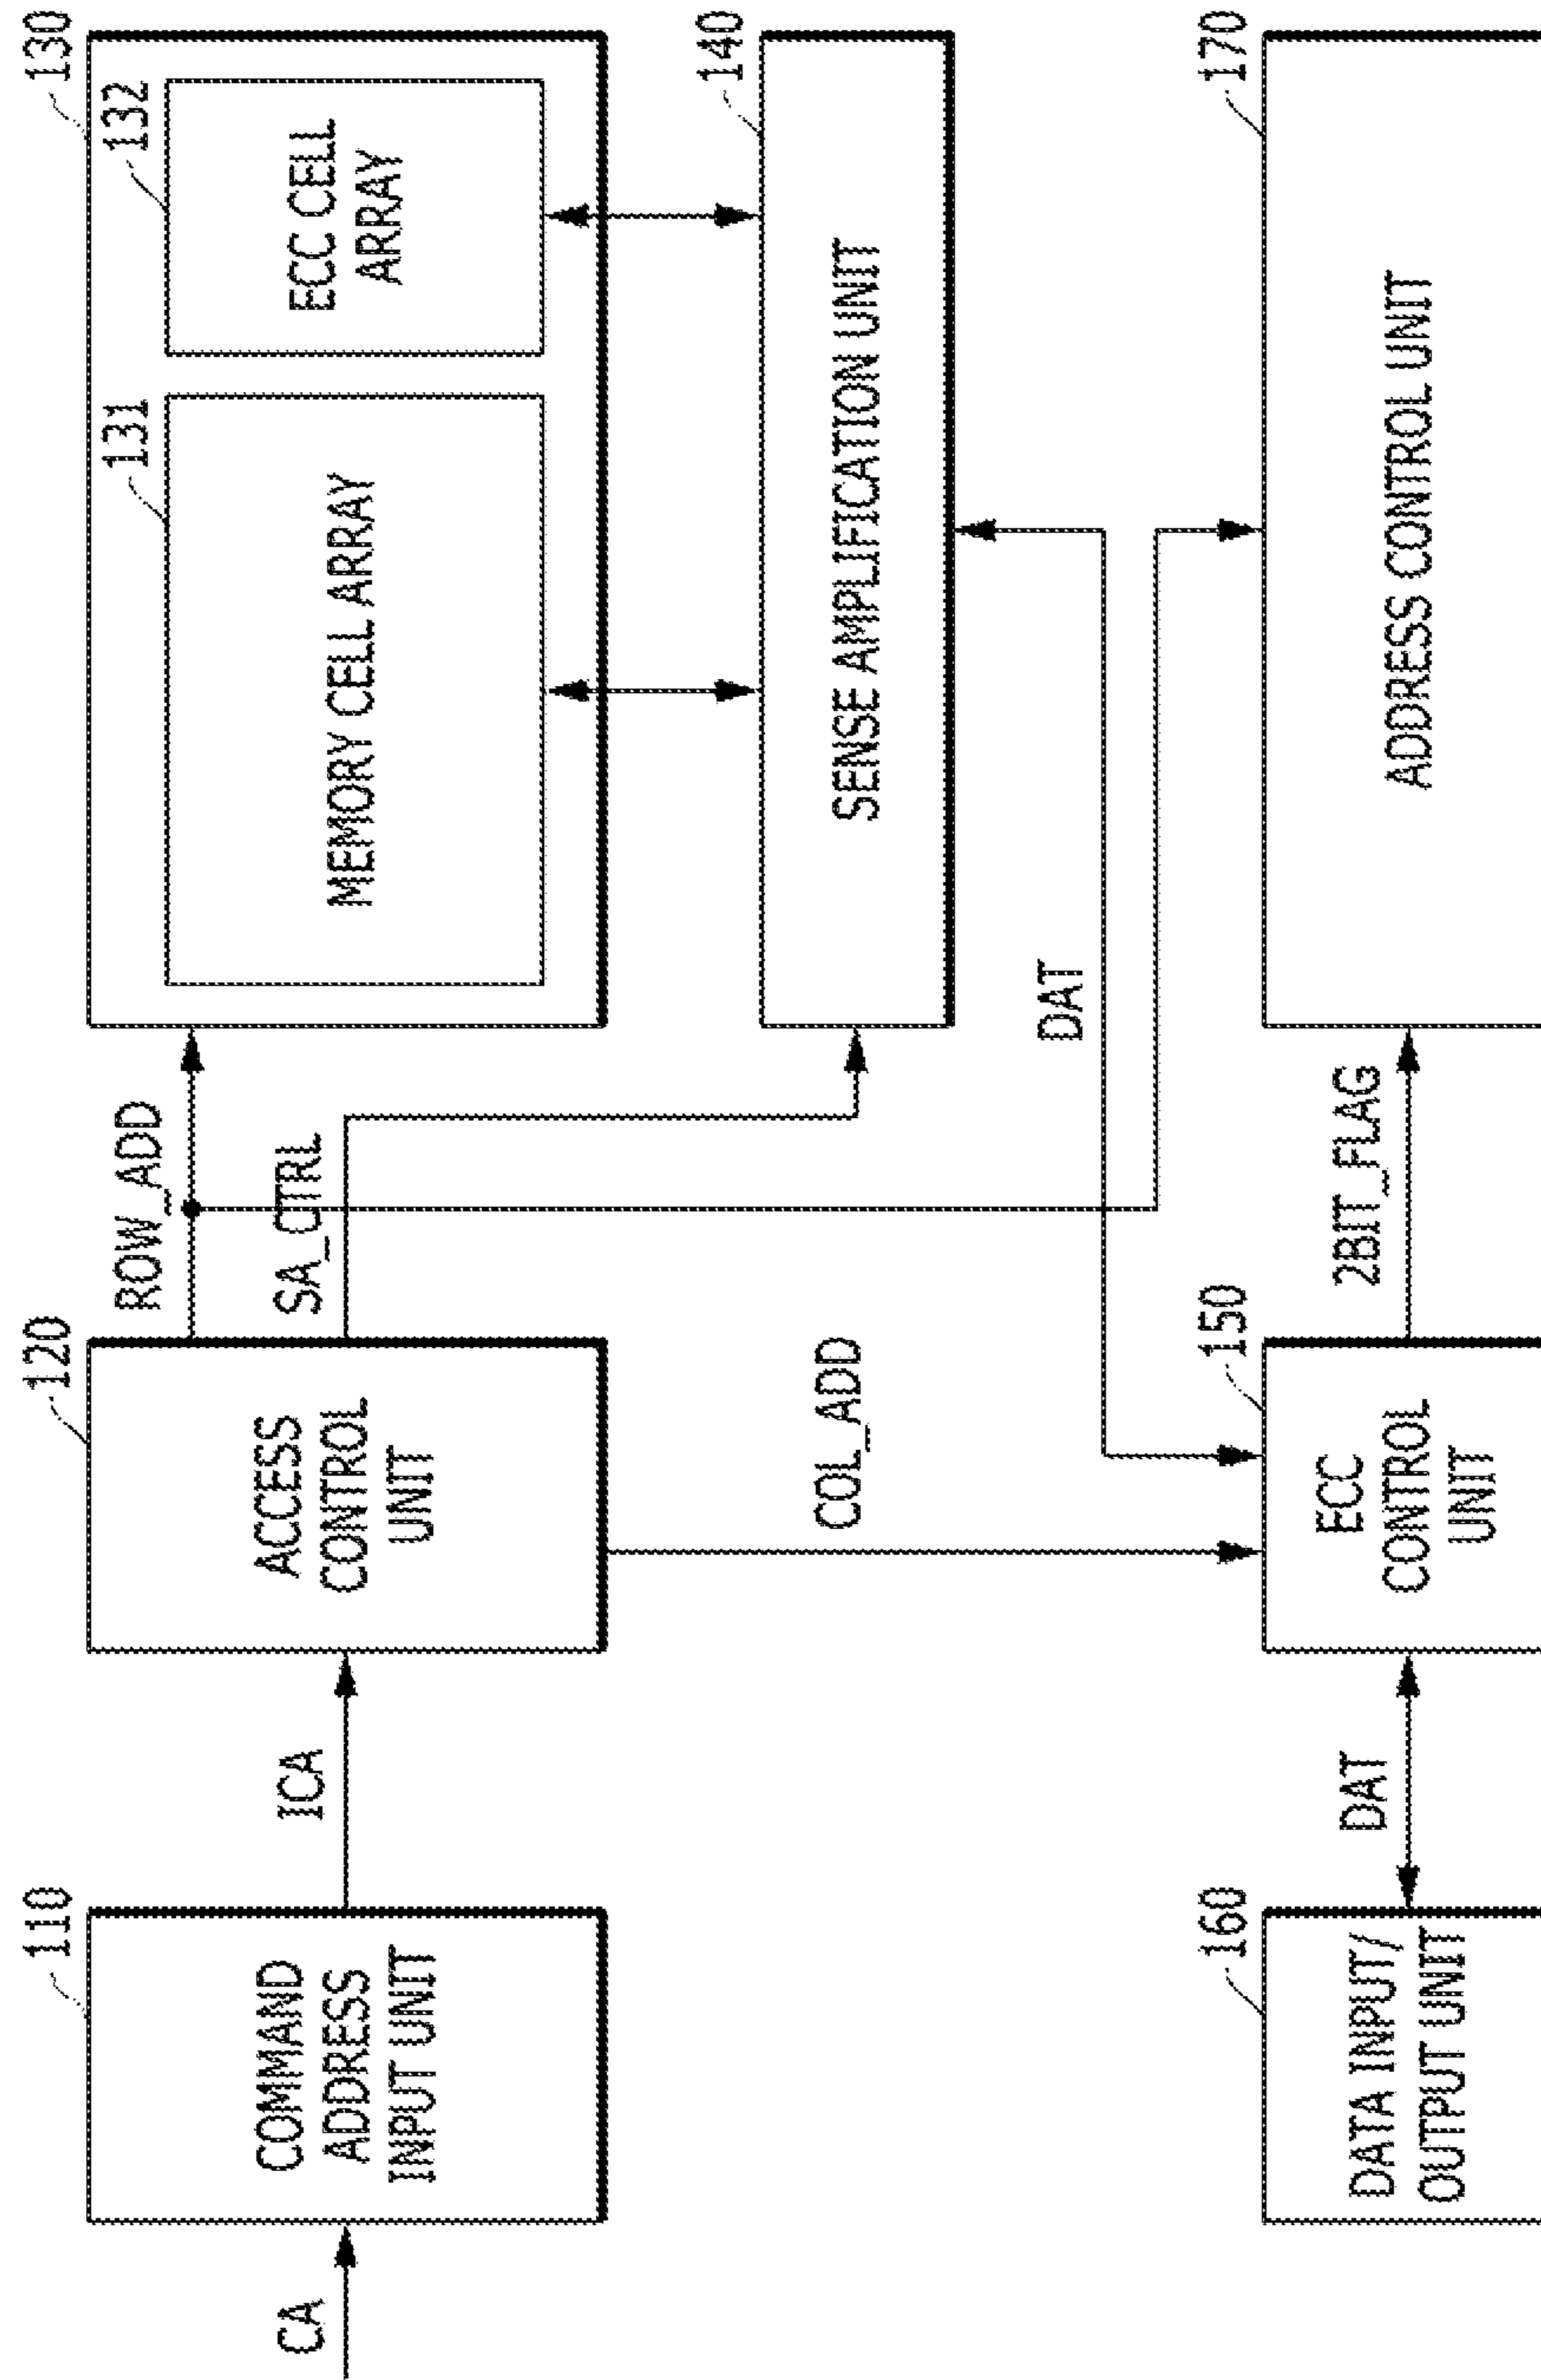 CA
110
COMMAND
ADDRESS
INPUT UNIT
ICA
120
ACCESS
CONTROL
UNIT
ROW_ADD
SA_CTRL
130
131
MEMORY CELL ARRAY
132
ECC CELL
ARRAY
140
SENSE AMPLIFICATION UNIT
COL_ADD
DAT
160
DATA INPUT/
OUTPUT UNIT
DAT
150
ECC
CONTROL
UNIT
2BIT_FLAG
170
ADDRESS CONTROL UNIT